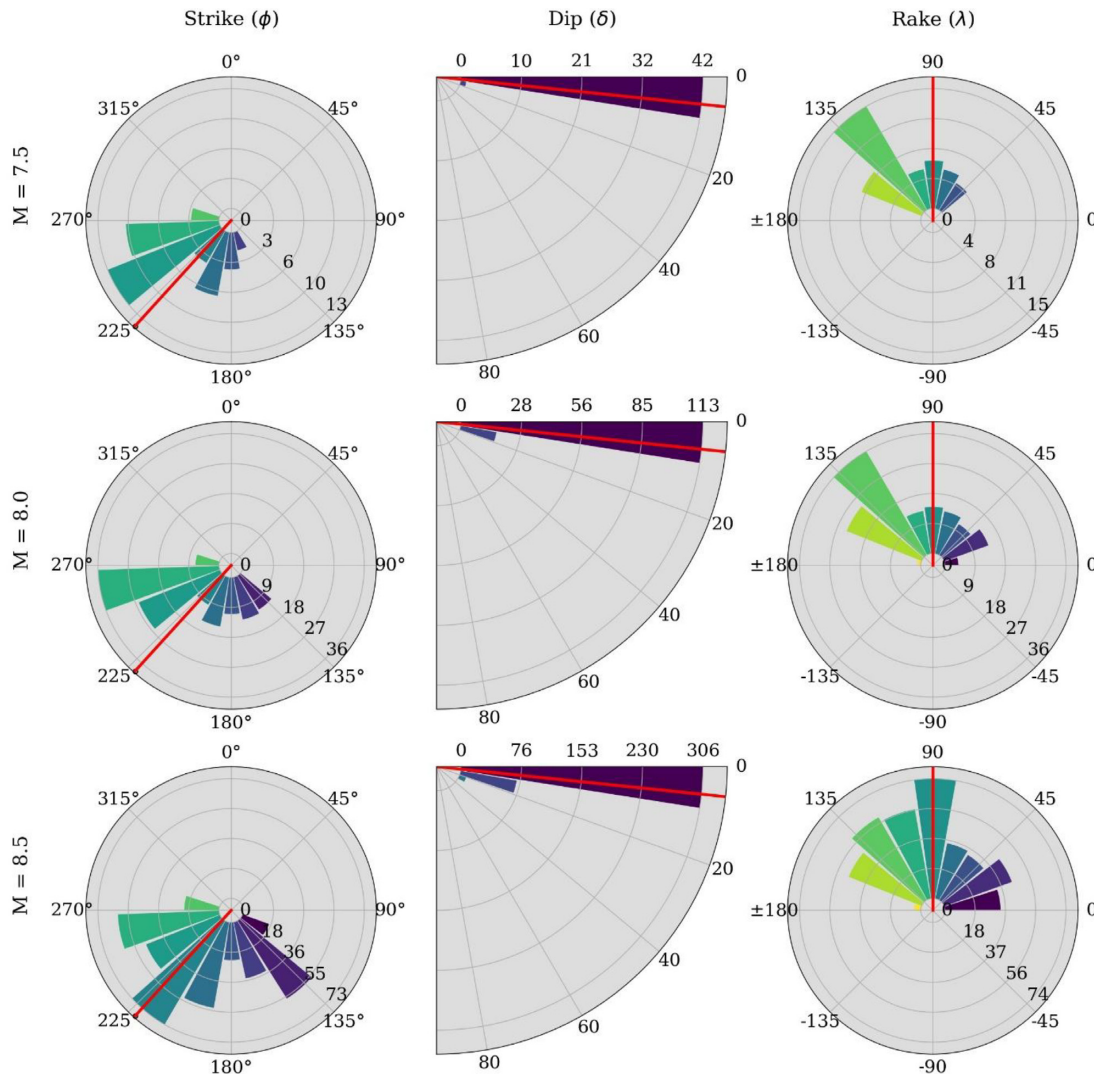 Strike (ϕ) Dip (δ) Rake (λ)
M = 7.5
0° 45° 90° 135° 180° 225° 270° 315°
0 3 6 10 13
0 10 21 32 42
0 20 40 60 80
0 45 90 135 ±180 -135 -90 -45
0 4 8 11 15
M = 8.0
0° 45° 90° 135° 180° 225° 270° 315°
0 9 18 27 36
0 28 56 85 113
0 20 40 60 80
0 45 90 135 ±180 -135 -90 -45
0 9 18 27 36
M = 8.5
0° 45° 90° 135° 180° 225° 270° 315°
0 18 36 55 73
0 76 153 230 306
0 20 40 60 80
0 45 90 135 ±180 -135 -90 -45
0 18 37 56 74